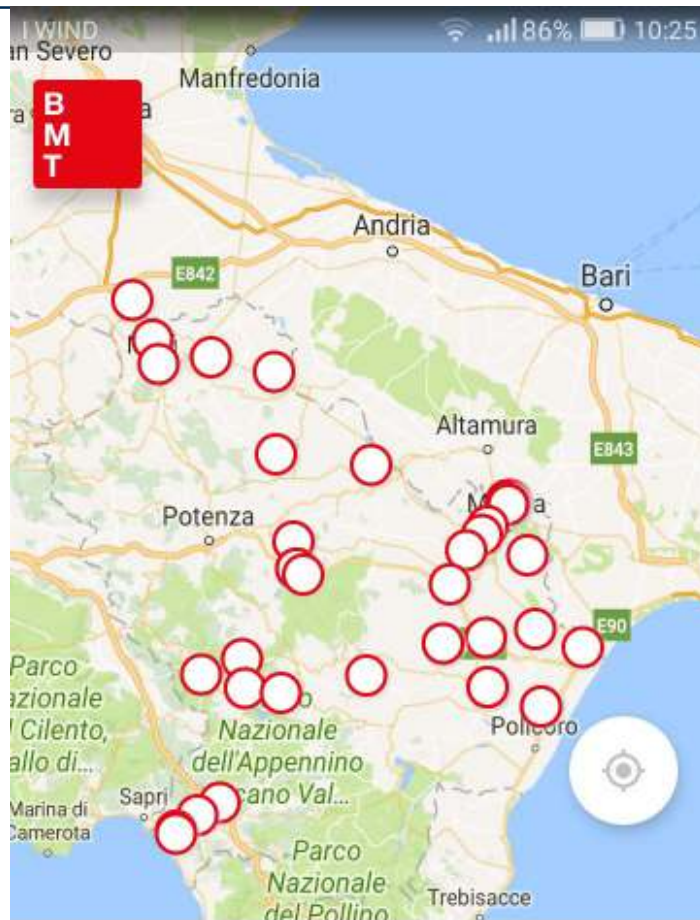 I WIND 86% 10:25
an Severo
Manfredonia
B
M
T
a
Andria
E842
Bari
Altamura
E843
Potenza
E90
Parco
azionale
l Cilento,
allo di...
Nazionale
dell'Appennino
cano Val...
Policoro
Sapri
Marina di
Camerota
Parco
Nazionale
del Pollino
Trebisacce